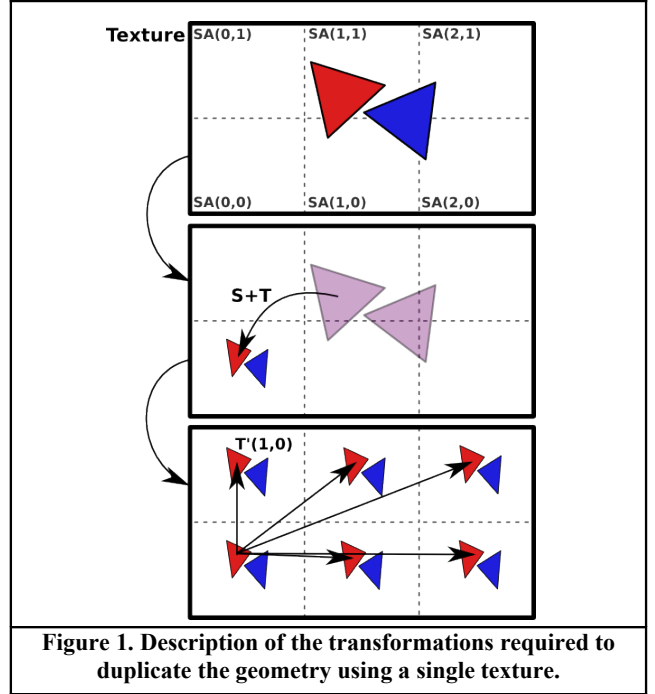 Texture
SA(0,1) SA(1,1) SA(2,1)
SA(0,0) SA(1,0) SA(2,0)
S+T
T'(1,0)
Figure 1. Description of the transformations required to
duplicate the geometry using a single texture.